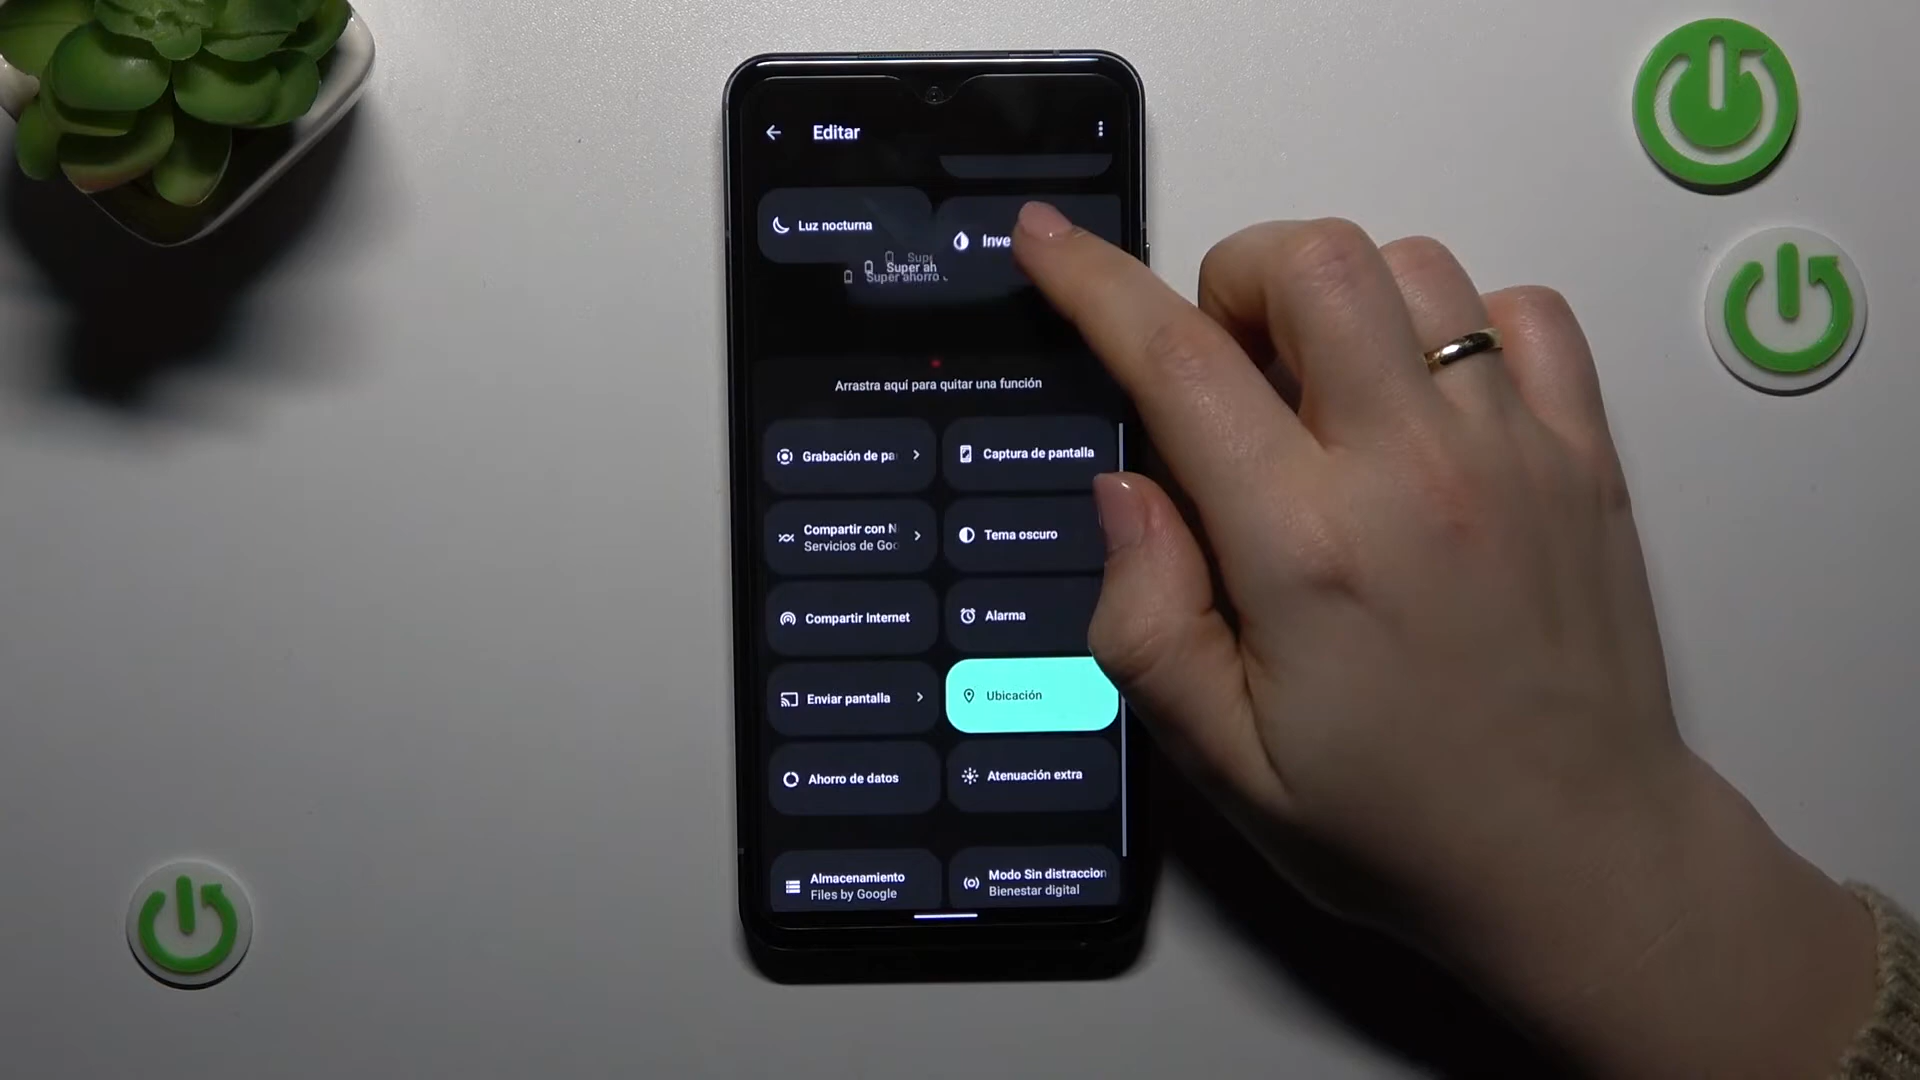 Editar
Luz nocturna
Inve
Super ah
Super ahorro
Arrastra aquí para quitar una función
Grabación de pa
Captura de pantalla
Compartir con N
Servicios de Goo
Tema oscuro
Compartir Internet
Alarma
Enviar pantalla
Ubicación
Ahorro de datos
Atenuación extra
Almacenamiento
Files by Google
Modo Sin distraccion
Bienestar digital